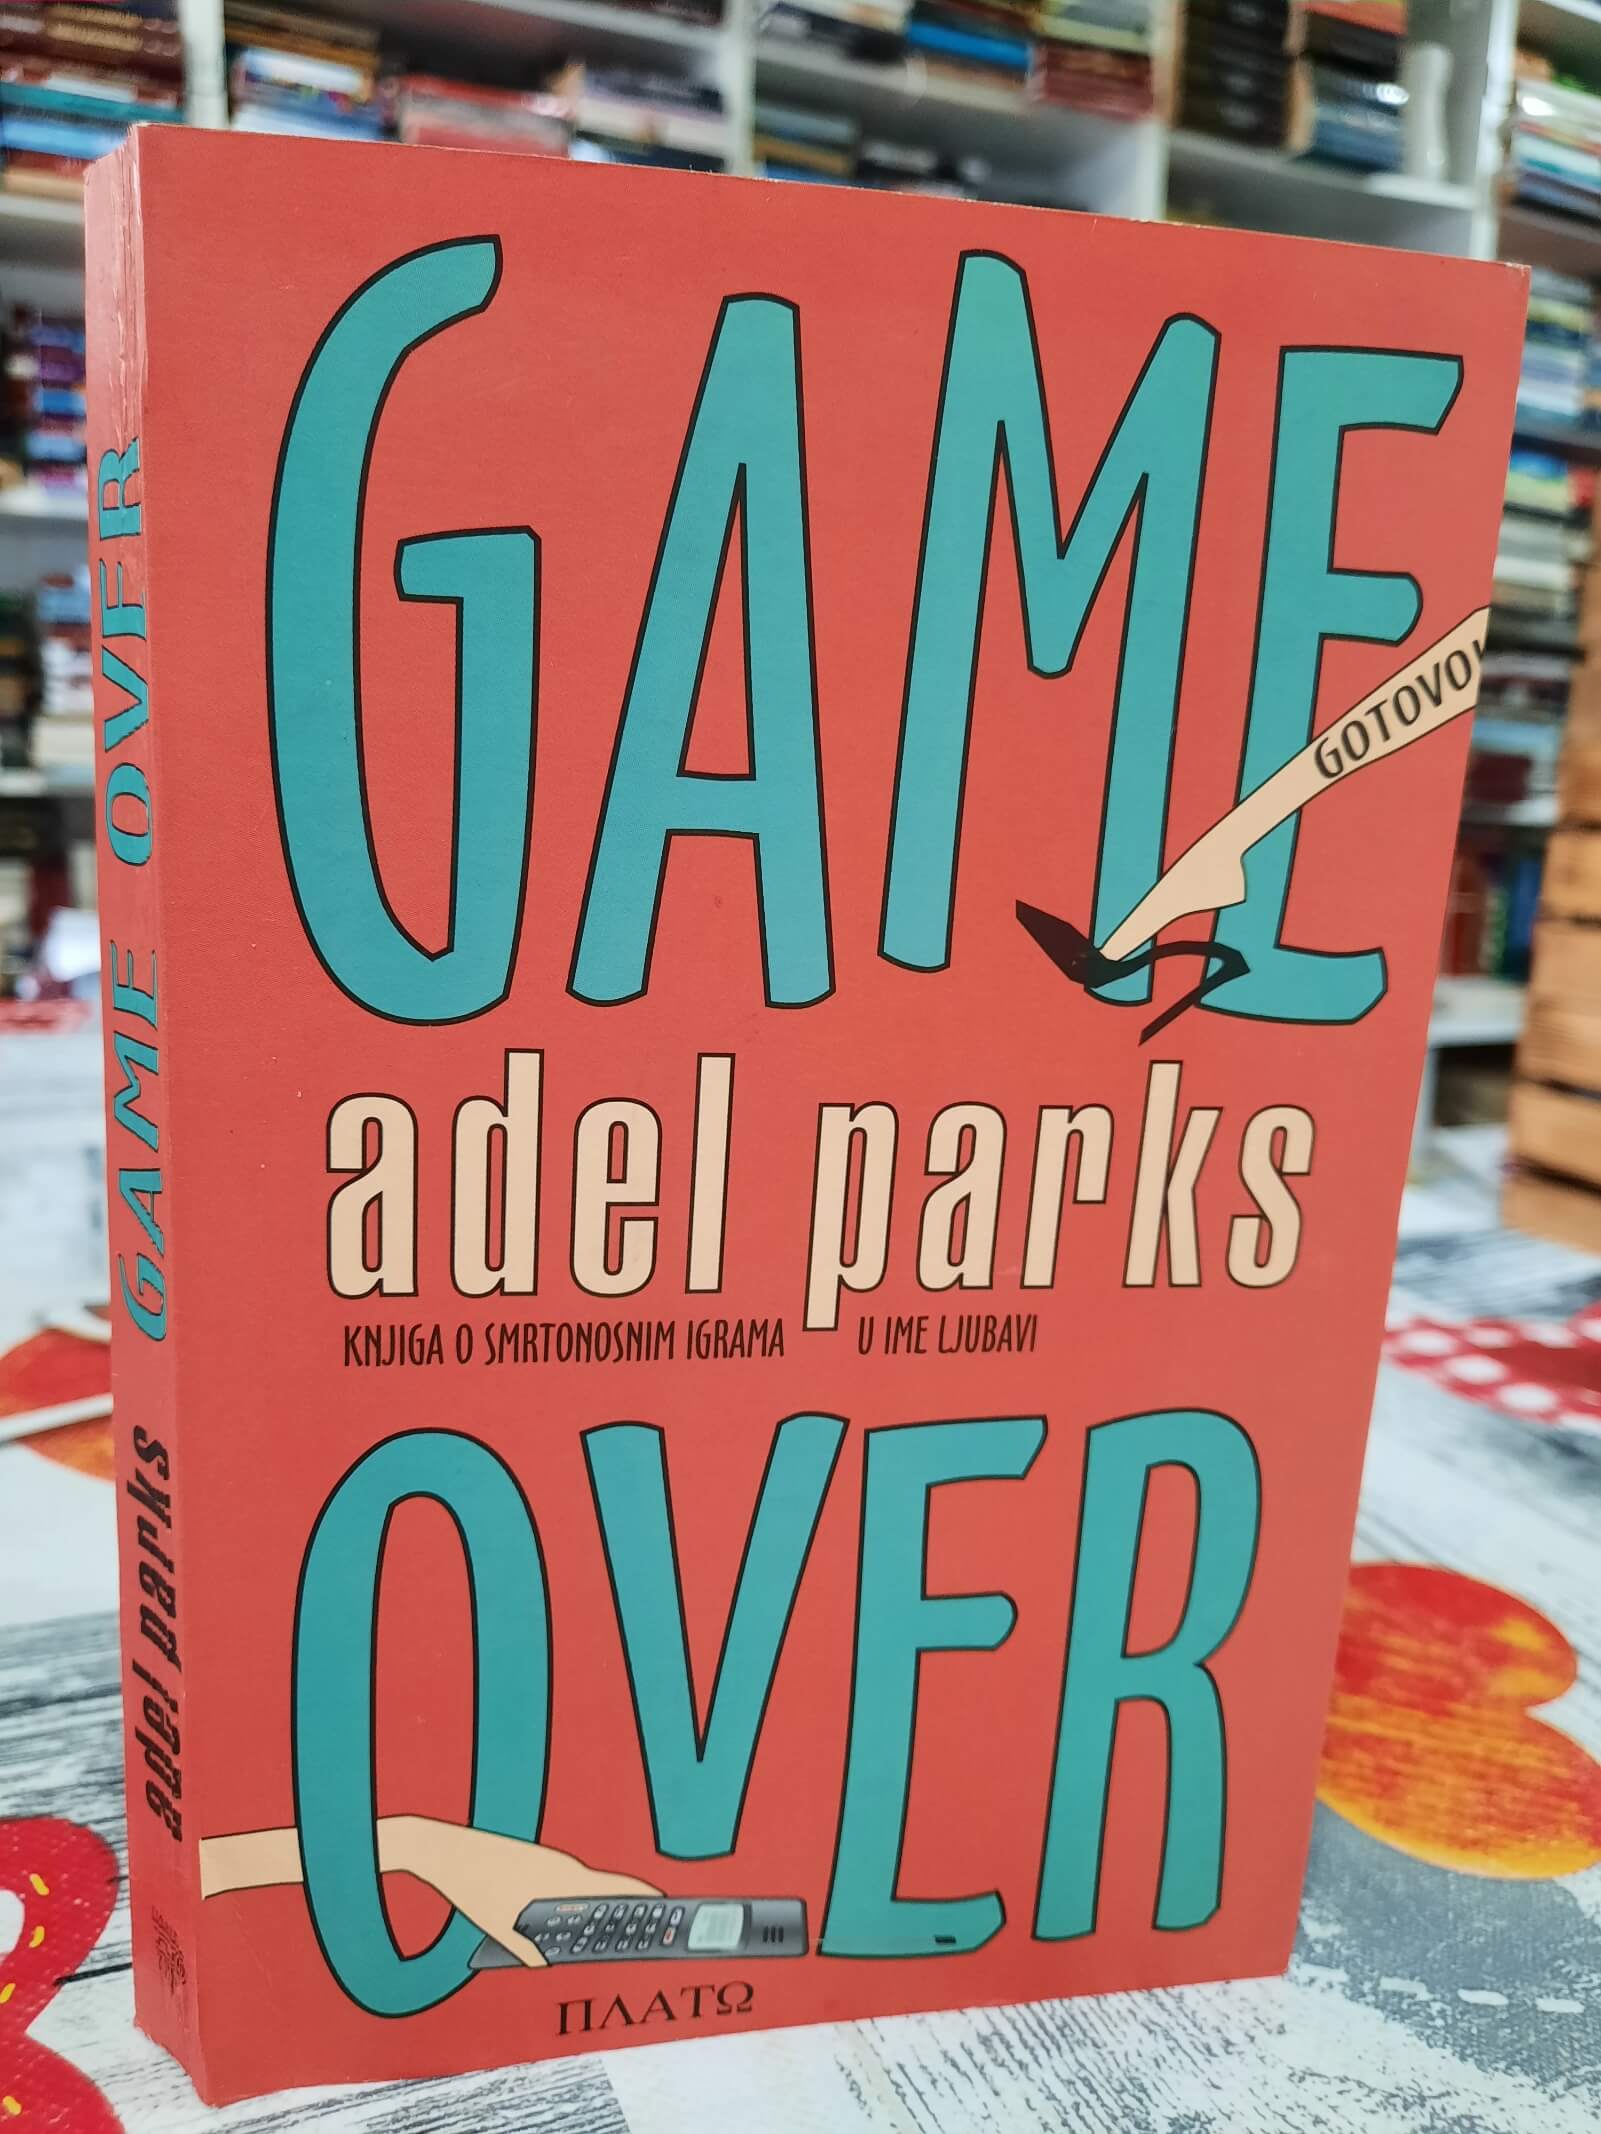 GAME
GOTOVO!
adel parks
KNJIGA O SMRTONOSNIM IGRAMA U IME LJUBAVI
OVER
ΠΛΑΤΩ
GAME OVER
adel parks